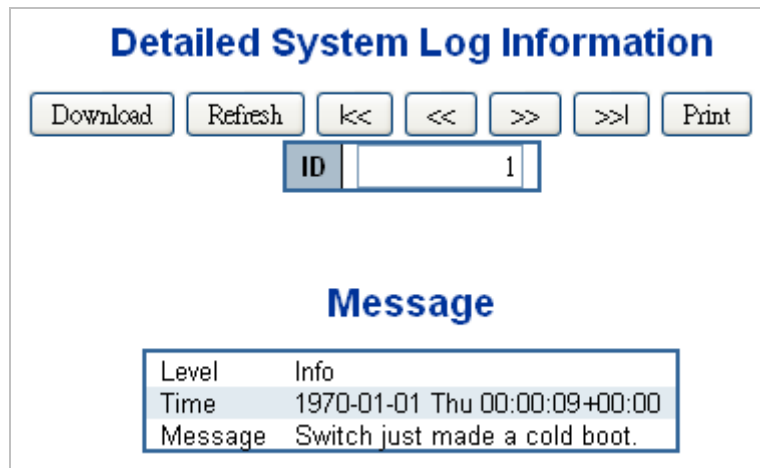 Detailed System Log Information
Download Refresh |<< << >> >>| Print
ID 1
Message
Level Info
Time 1970-01-01 Thu 00:00:09+00:00
Message Switch just made a cold boot.